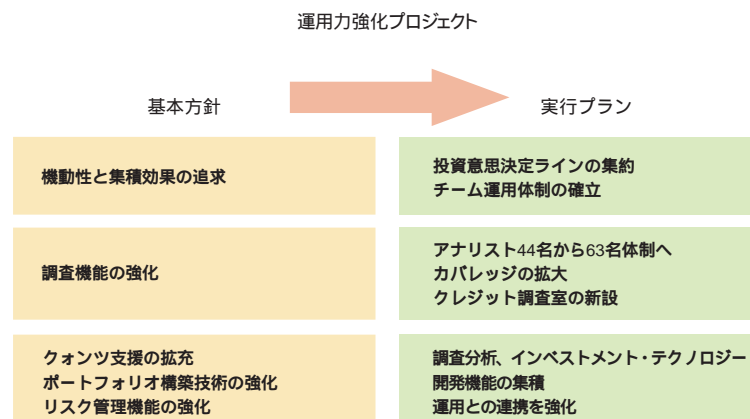 運用力強化プロジェクト
基本方針
実行プラン
機動性と集積効果の追求
投資意思決定ラインの集約
チーム運用体制の確立
調査機能の強化
アナリスト44名から63名体制へ
カバレッジの拡大
クレジット調査室の新設
クォンツ支援の拡充
ポートフォリオ構築技術の強化
リスク管理機能の強化
調査分析、インベストメント・テクノロジー
開発機能の集積
運用との連携を強化